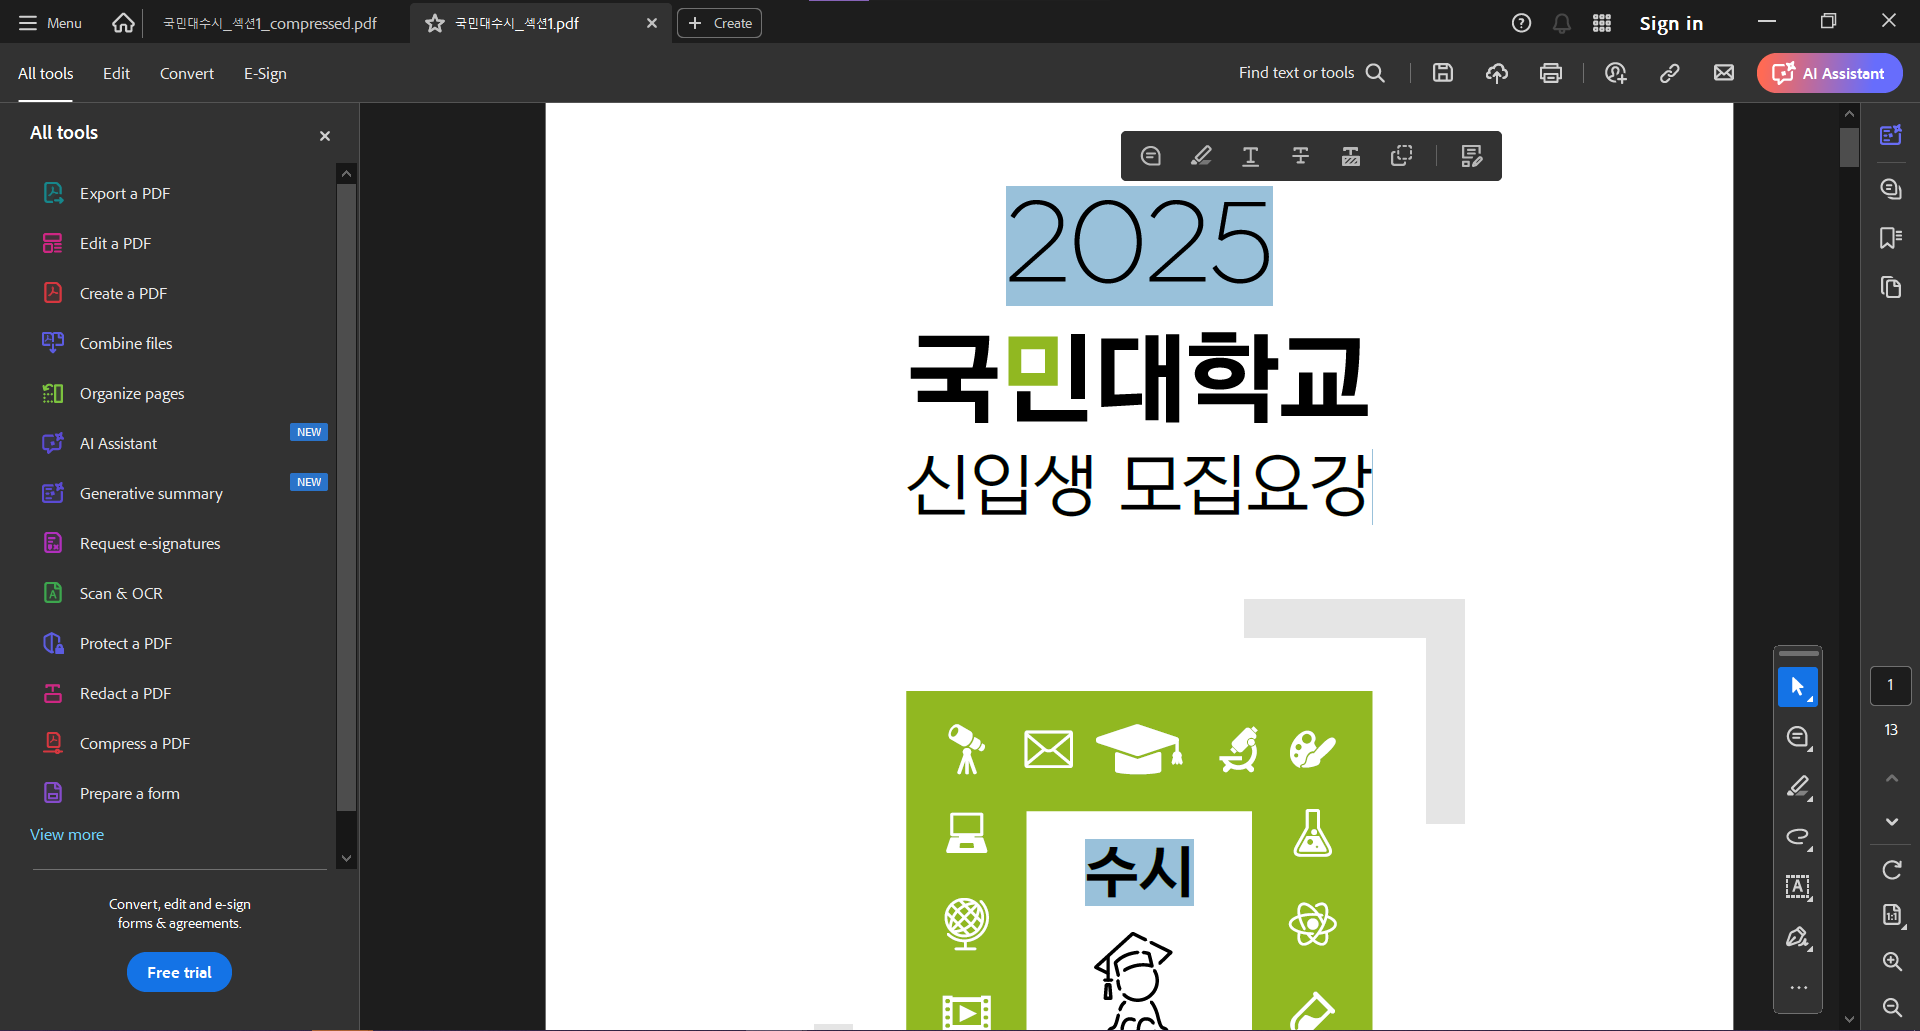 Menu
국민대수시_섹션1_compressed.pdf
국민대수시_섹션1.pdf
Create
Sign in
All tools
Edit
Convert
E-Sign
Find text or tools
AI Assistant
All tools
Export a PDF
Edit a PDF
Create a PDF
Combine files
Organize pages
AI Assistant
NEW
Generative summary
NEW
Request e-signatures
Scan & OCR
Protect a PDF
Redact a PDF
Compress a PDF
Prepare a form
View more
Convert, edit and e-sign
forms & agreements.
Free trial
2025
국민대학교
신입생 모집요강
수시
1
13